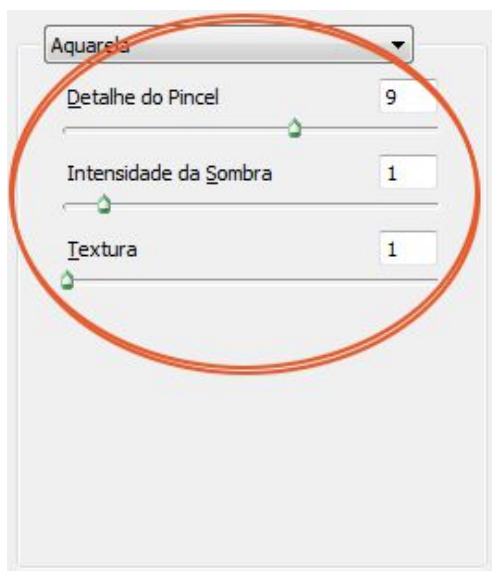 Aquarela
Detalhe do Pincel 9
Intensidade da Sombra 1
Textura 1